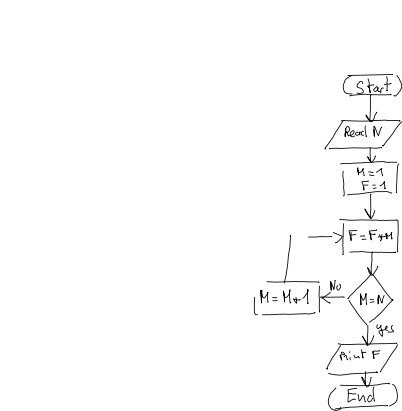 Start
Read N
M=1
F=1
F=F*M
No
M=M+1
M=N
yes
Print F
End